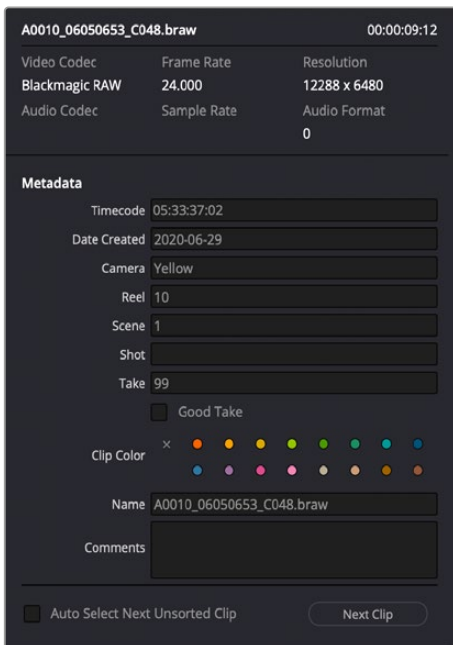 A0010_06050653_C048.braw 00:00:09:12
Video Codec Frame Rate Resolution
Blackmagic RAW 24.000 12288 x 6480
Audio Codec Sample Rate Audio Format
0
Metadata
Timecode 05:33:37:02
Date Created 2020-06-29
Camera Yellow
Reel 10
Scene 1
Shot
Take 99
Good Take
Clip Color
Name A0010_06050653_C048.braw
Comments
Auto Select Next Unsorted Clip Next Clip